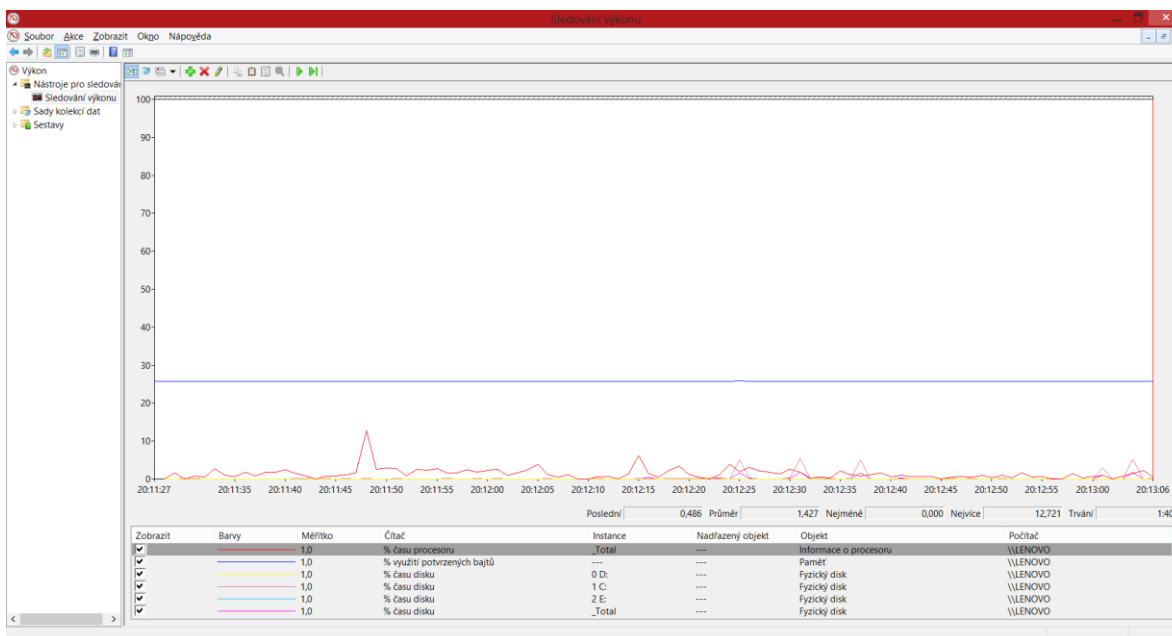 Sledování výkonu
Soubor Akce Zobrazit Okno Nápověda
Výkon
Nástroje pro sledován
Sledování výkonu
Sady kolekcí dat
Sestavy
100
90
80
70
60
50
40
30
20
10
0
20:11:27 20:11:35 20:11:40 20:11:45 20:11:50 20:11:55 20:12:00 20:12:05 20:12:10 20:12:15 20:12:20 20:12:25 20:12:30 20:12:35 20:12:40 20:12:45 20:12:50 20:12:55 20:13:00 20:13:06
Poslední 0,486 Průměr 1,427 Nejméně 0,000 Nejvíce 12,721 Trvání 1:40
Zobrazit Barvy Měřítko Čítač Instance Nadřazený objekt Objekt Počítač
1,0 % času procesoru _Total --- Informace o procesoru \\LENOVO
1,0 % využití potvrzených bajtů --- --- Paměť \\LENOVO
1,0 % času disku 0 D: --- Fyzický disk \\LENOVO
1,0 % času disku 1 C: --- Fyzický disk \\LENOVO
1,0 % času disku 2 E: --- Fyzický disk \\LENOVO
1,0 % času disku _Total --- Fyzický disk \\LENOVO